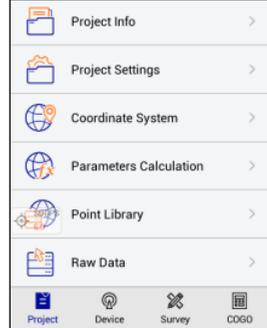 Project Info
Project Settings
Coordinate System
Parameters Calculation
Point Library
Raw Data
Project Device Survey COGO